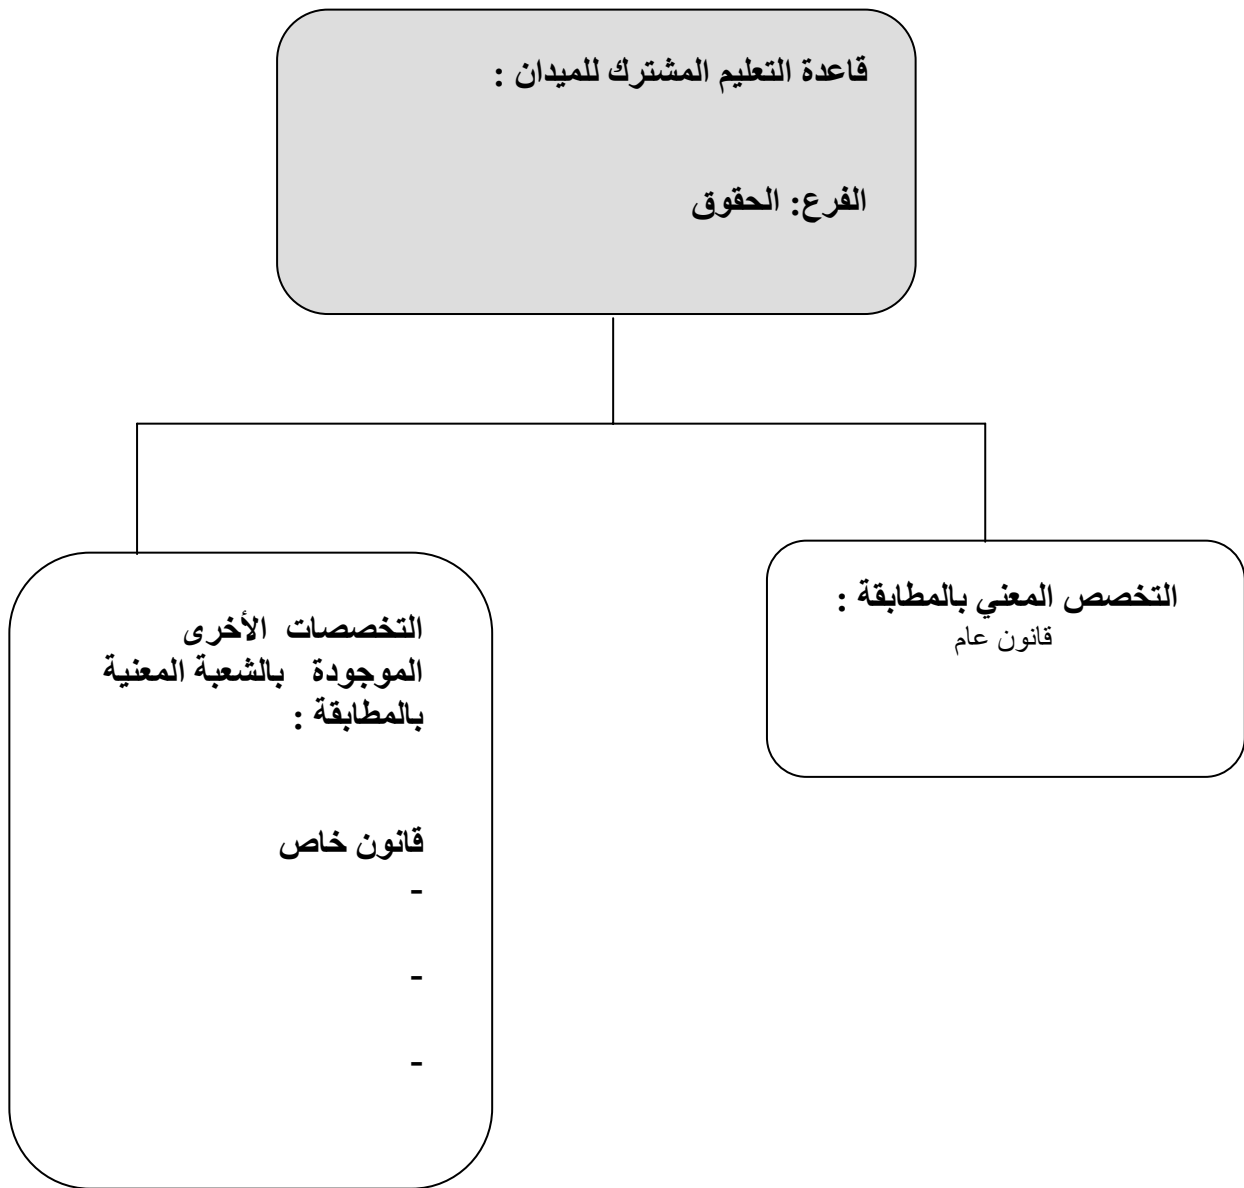 قاعدة التعليم المشترك للميدان :
الفرع: الحقوق
التخصص المعني بالمطابقة :
قانون عام
التخصصات الأخرى
الموجودة بالشعبة المعنية
بالمطابقة :
قانون خاص
-
-
-